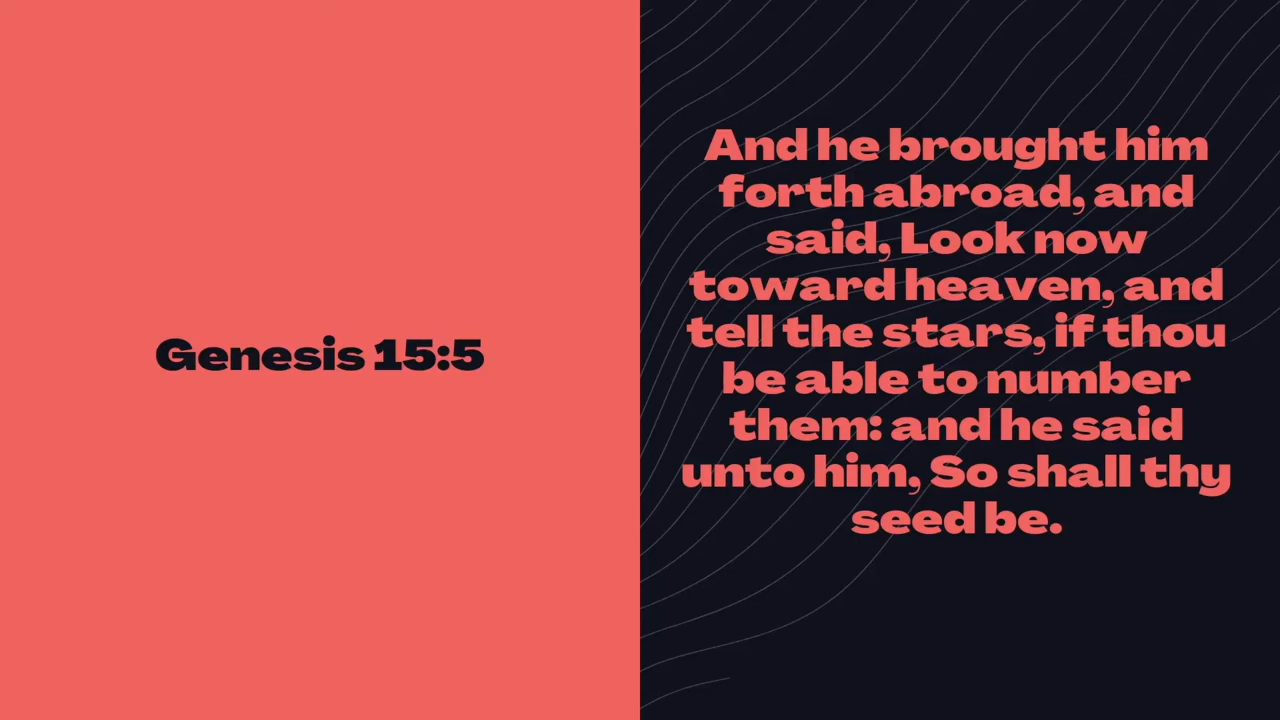 Genesis 15:5
And he brought him
forth abroad, and
said, Look now
toward heaven, and
tell the stars, if thou
be able to number
them: and he said
unto him, So shall thy
seed be.